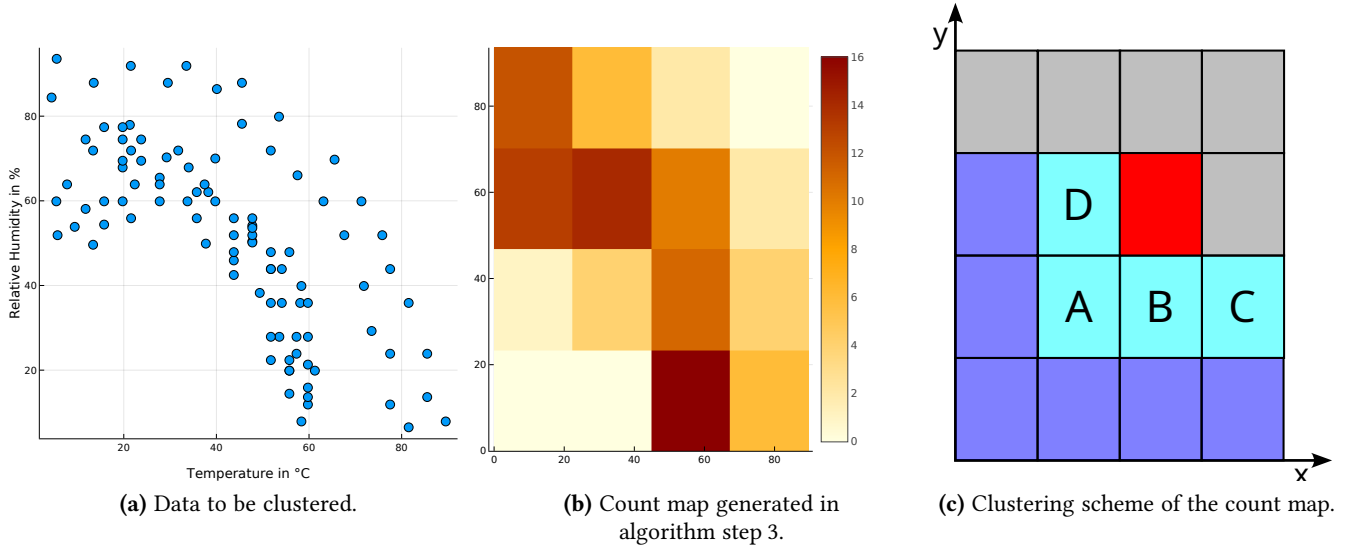 80
60
40
20
Relative Humidity in %
20
40
60
80
Temperature in °C
(a) Data to be clustered.
80
60
40
20
0
0
20
40
60
80
16
14
12
10
8
6
4
2
0
(b) Count map generated in
algorithm step 3.
y
D
A
B
C
x
(c) Clustering scheme of the count map.